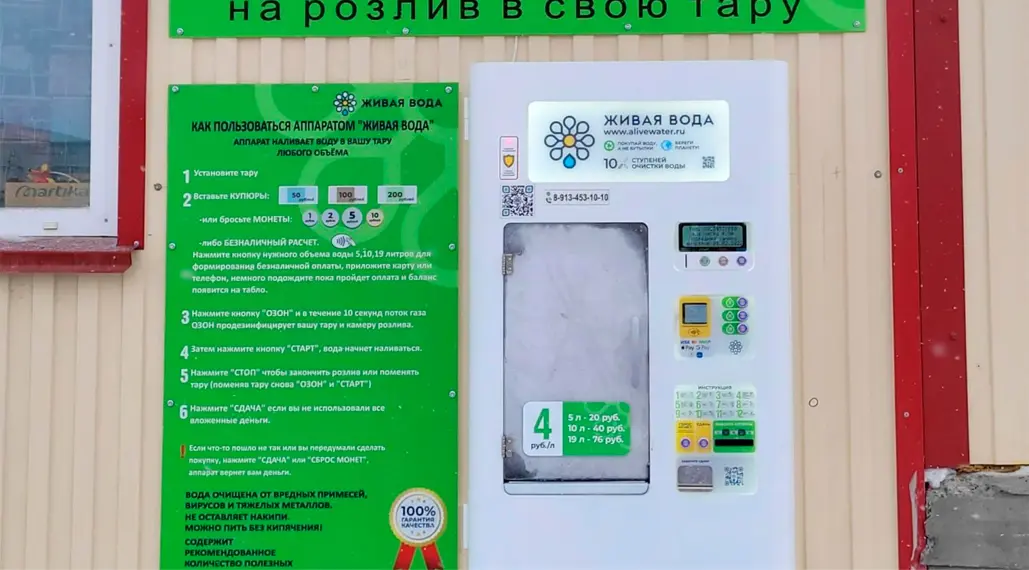 на розлив в свою тару
ЖИВАЯ ВОДА
КАК ПОЛЬЗОВАТЬСЯ АППАРАТОМ "ЖИВАЯ ВОДА"
АППАРАТ НАЛИВАЕТ ВОДУ В ВАШУ ТАРУ
ЛЮБОГО ОБЪЁМА
1 Установите тару
2 Вставьте КУПЮРЫ: 50 100 200
-или бросьте МОНЕТЫ: 1 2 5 10
-либо БЕЗНАЛИЧНЫЙ РАСЧЕТ.
Нажмите кнопку нужного объема воды 5,10,19 литров для
формирования безналичной оплаты, приложите карту или
телефон, немного подождите пока пройдет оплата и баланс
появится на табло.
3 Нажмите кнопку "ОЗОН" и в течение 10 секунд поток газа
ОЗОН продезинфицирует вашу тару и камеру розлива.
4 Затем нажмите кнопку "СТАРТ", вода начнет наливаться.
5 Нажмите "СТОП" чтобы закончить розлив или поменять
тару (поменяв тару снова "ОЗОН" и "СТАРТ")
6 Нажмите "СДАЧА" если вы не использовали все
вложенные деньги.
! Если что-то пошло не так или вы передумали сделать
покупку, нажмите "СДАЧА" или "СБРОС МОНЕТ",
аппарат вернет вам деньги.
ВОДА ОЧИЩЕНА ОТ ВРЕДНЫХ ПРИМЕСЕЙ,
ВИРУСОВ И ТЯЖЕЛЫХ МЕТАЛЛОВ.
НЕ ОСТАВЛЯЕТ НАКИПИ.
МОЖНО ПИТЬ БЕЗ КИПЯЧЕНИЯ!
СОДЕРЖИТ
РЕКОМЕНДОВАННОЕ
КОЛИЧЕСТВО ПОЛЕЗНЫХ
100%
ГАРАНТИЯ
КАЧЕСТВА
ЖИВАЯ ВОДА
www.alivewater.ru
ПОКУПАЙ ВОДУ,
А НЕ БУТЫЛКИ
БЕРЕГИ
ПЛАНЕТУ
10 СТУПЕНЕЙ
ОЧИСТКИ ВОДЫ
8-913-453-10-10
4
руб./л
5 л - 20 руб.
10 л - 40 руб.
19 л - 76 руб.
ИНСТРУКЦИЯ